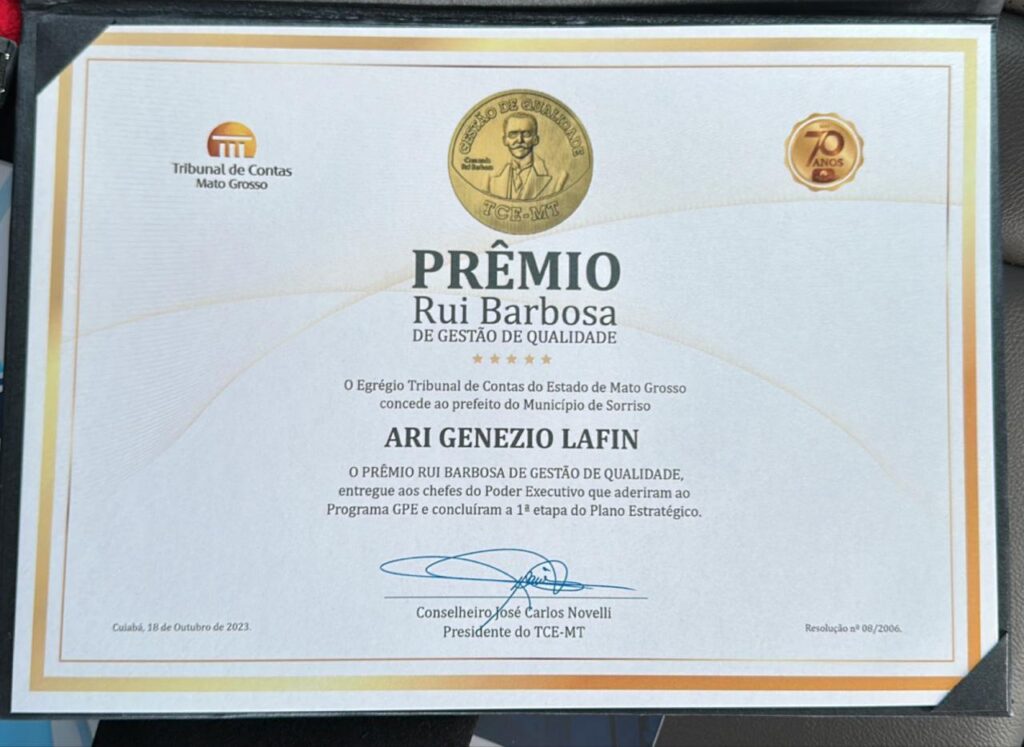 Tribunal de Contas
Mato Grosso
GESTÃO DE QUALIDADE
Comenda
Rui Barbosa
TCE-MT
70
ANOS
PRÊMIO
Rui Barbosa
DE GESTÃO DE QUALIDADE
O Egrégio Tribunal de Contas do Estado de Mato Grosso
concede ao prefeito do Município de Sorriso
ARI GENEZIO LAFIN
O PRÊMIO RUI BARBOSA DE GESTÃO DE QUALIDADE,
entregue aos chefes do Poder Executivo que aderiram ao
Programa GPE e concluíram a 1ª etapa do Plano Estratégico.
Conselheiro José Carlos Novelli
Presidente do TCE-MT
Cuiabá, 18 de Outubro de 2023.
Resolução nº 08/2006.